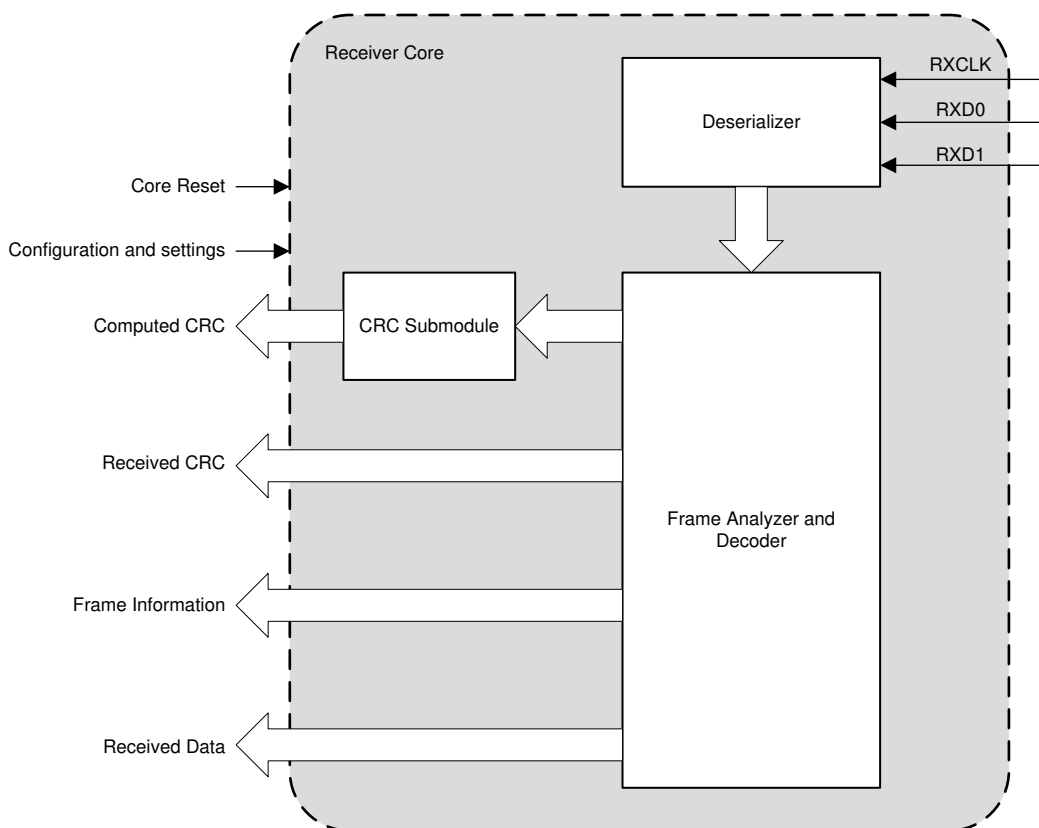 Receiver Core
RXCLK
Deserializer
RXD0
RXD1
Core Reset
Configuration and settings
Computed CRC
CRC Submodule
Received CRC
Frame Analyzer and
Decoder
Frame Information
Received Data